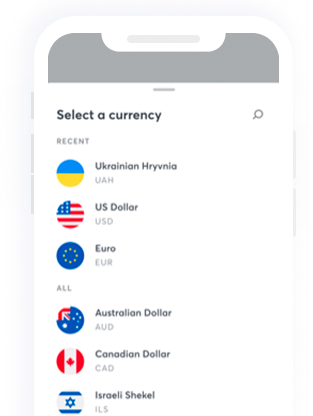 Select a currency
RECENT
Ukrainian Hryvnia
UAH
US Dollar
USD
Euro
EUR
ALL
Australian Dollar
AUD
Canadian Dollar
CAD
Israeli Shekel
ILS